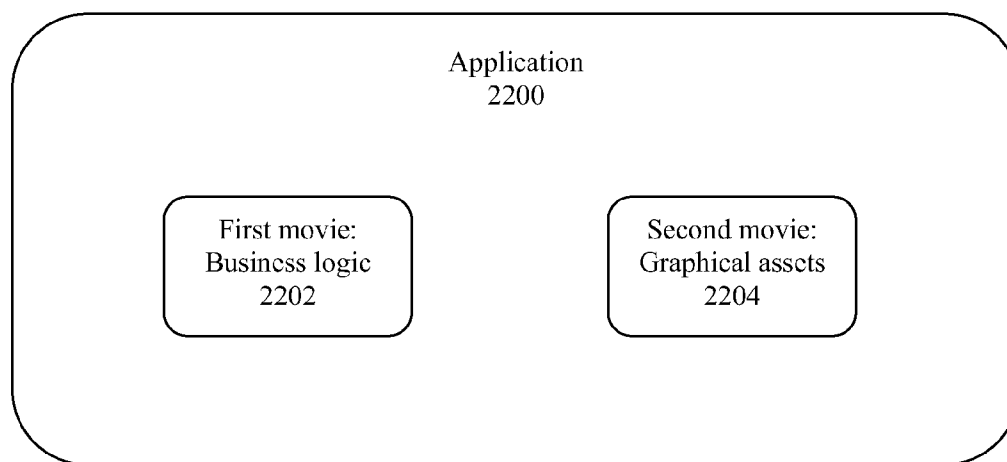 Application
2200
First movie:
Business logic
2202
Second movie:
Graphical assets
2204